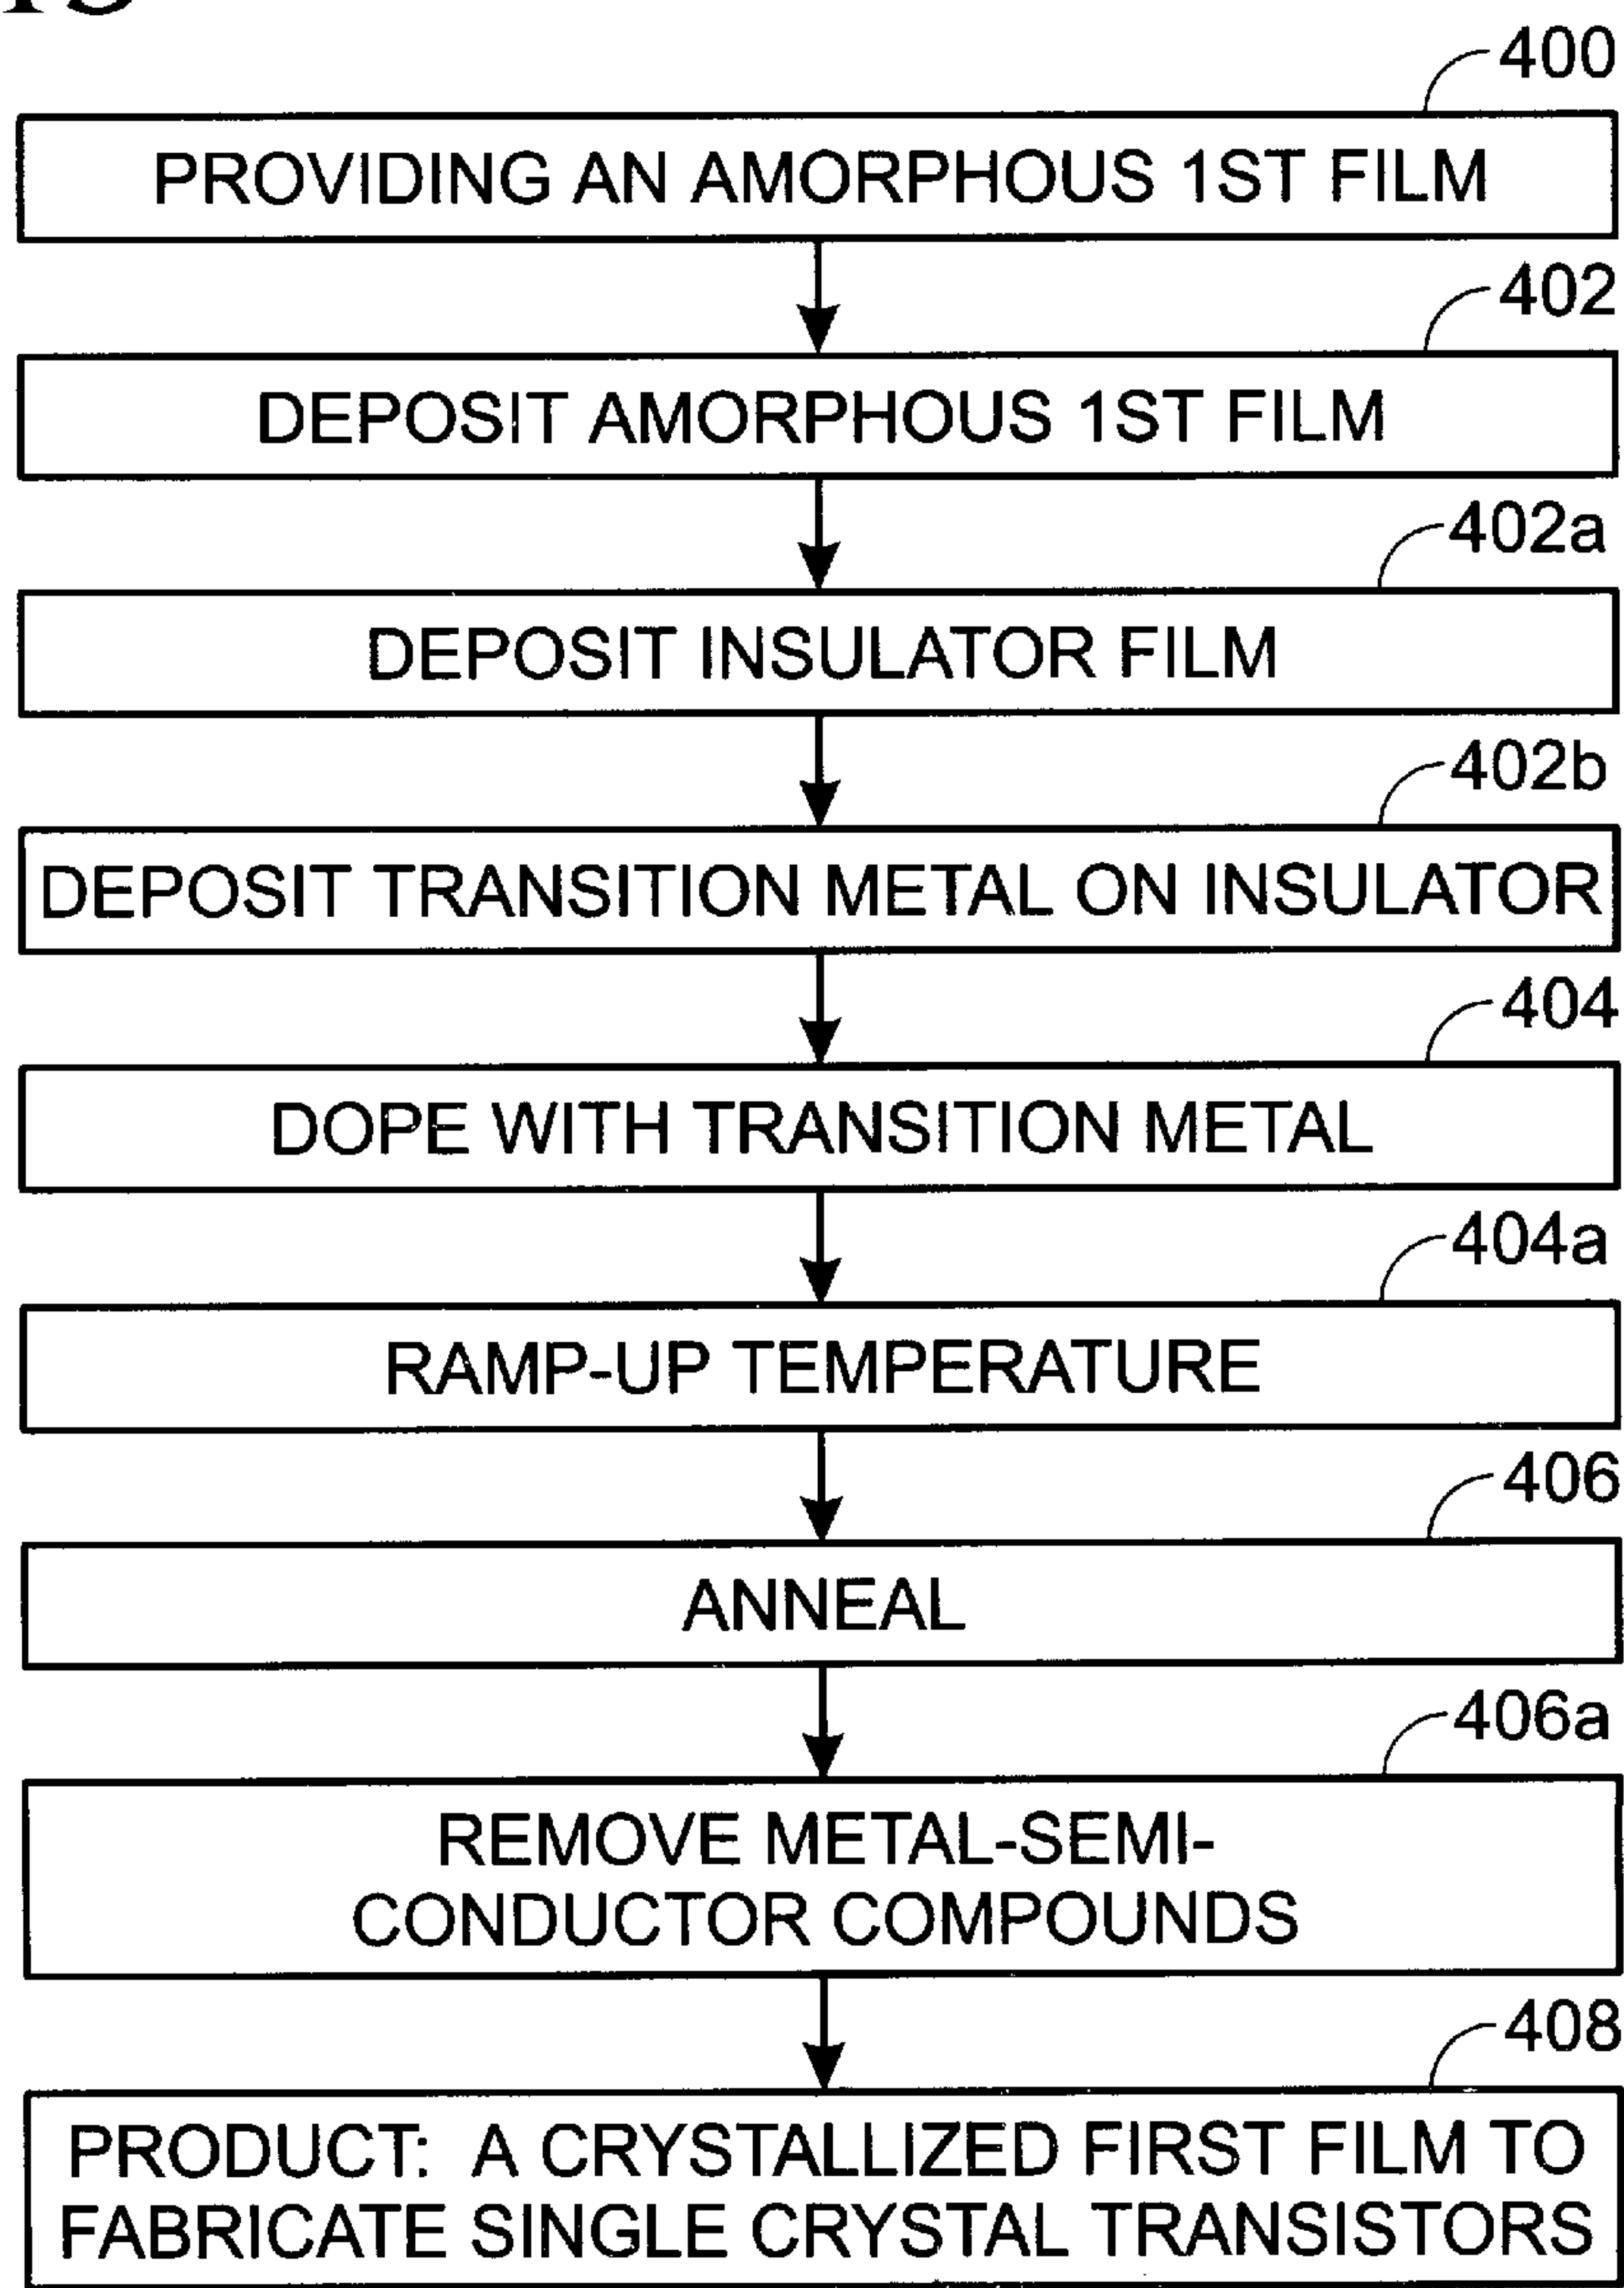 400
PROVIDING AN AMORPHOUS 1ST FILM
402
DEPOSIT AMORPHOUS 1ST FILM
402a
DEPOSIT INSULATOR FILM
402b
DEPOSIT TRANSITION METAL ON INSULATOR
404
DOPE WITH TRANSITION METAL
404a
RAMP-UP TEMPERATURE
406
ANNEAL
406a
REMOVE METAL-SEMI-
CONDUCTOR COMPOUNDS
408
PRODUCT: A CRYSTALLIZED FIRST FILM TO
FABRICATE SINGLE CRYSTAL TRANSISTORS